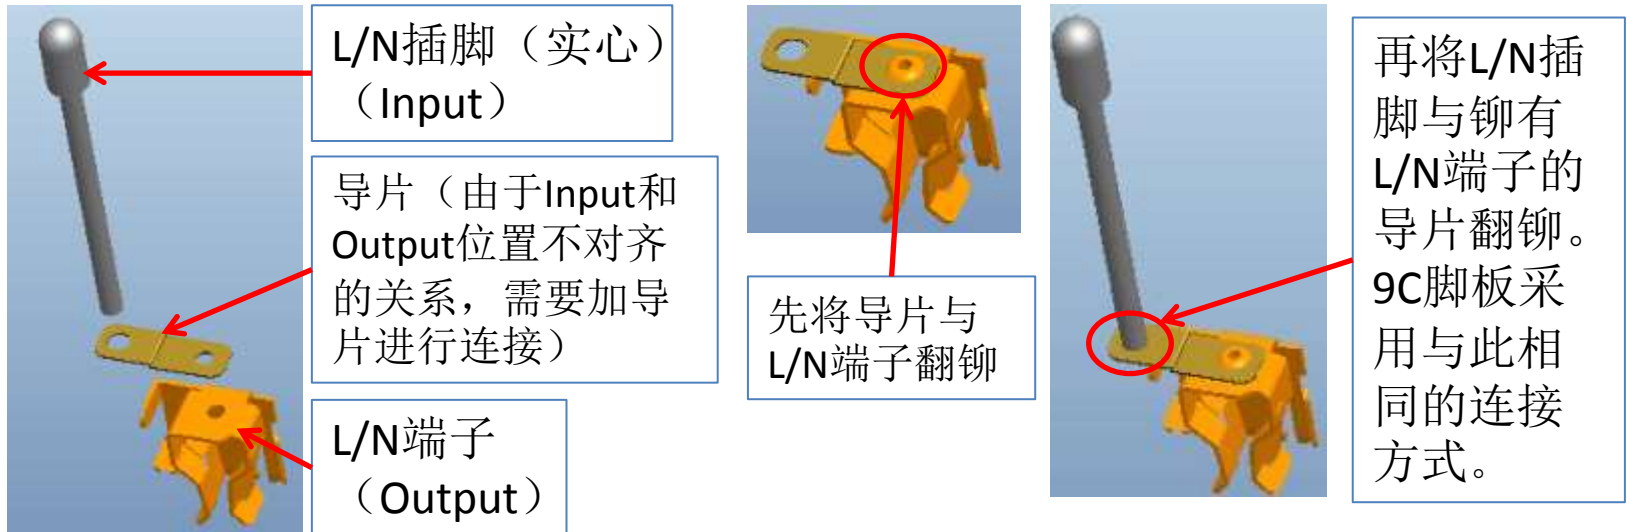 L/N插脚（实心）
（Input）
导片（由于Input和
Output位置不对齐
的关系，需要加导
片进行连接）
L/N端子
（Output）
先将导片与
L/N端子翻铆
再将L/N插
脚与铆有
L/N端子的
导片翻铆。
9C脚板采
用与此相
同的连接
方式。